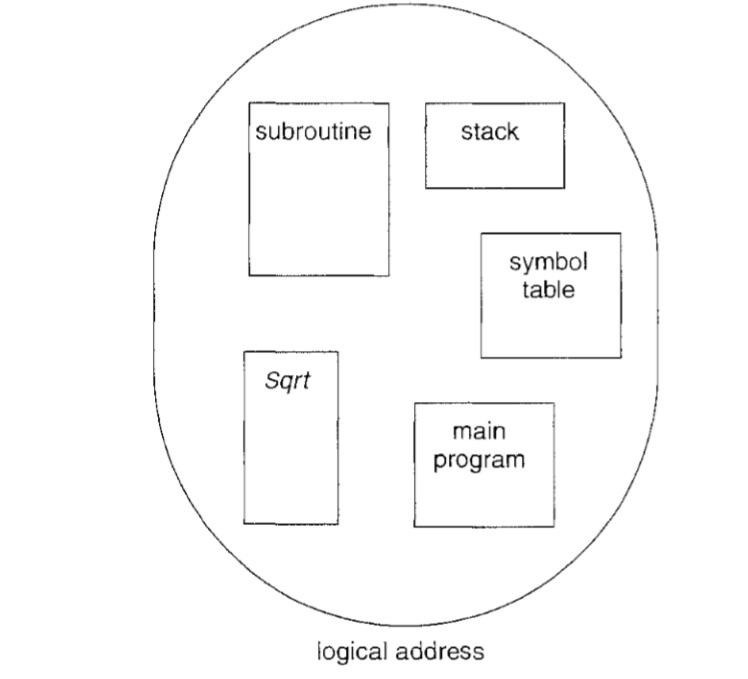 subroutine
stack
symbol
table
Sqrt
main
program
logical address